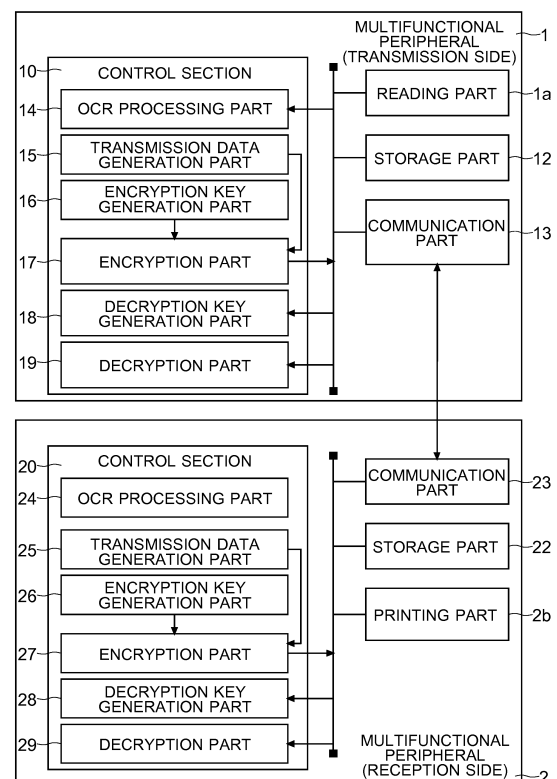 MULTIFUNCTIONAL
PERIPHERAL
(TRANSMISSION SIDE)
1
10
CONTROL SECTION
14
OCR PROCESSING PART
READING PART
1a
15
TRANSMISSION DATA
GENERATION PART
STORAGE PART
12
16
ENCRYPTION KEY
GENERATION PART
COMMUNICATION
PART
13
17
ENCRYPTION PART
18
DECRYPTION KEY
GENERATION PART
19
DECRYPTION PART
20
CONTROL SECTION
COMMUNICATION
PART
23
24
OCR PROCESSING PART
25
TRANSMISSION DATA
GENERATION PART
STORAGE PART
22
26
ENCRYPTION KEY
GENERATION PART
PRINTING PART
2b
27
ENCRYPTION PART
28
DECRYPTION KEY
GENERATION PART
29
DECRYPTION PART
MULTIFUNCTIONAL
PERIPHERAL
(RECEPTION SIDE)
2